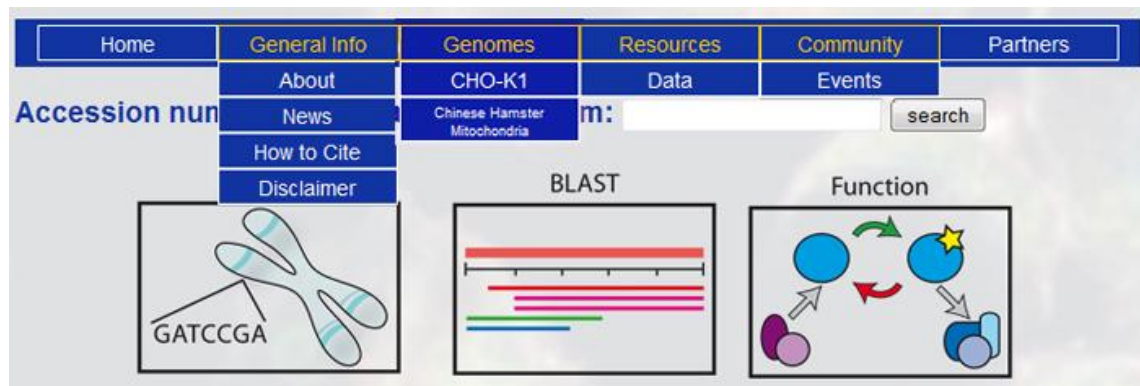 Home General Info Genomes Resources Community Partners
About CHO-K1 Data Events
Accession num
News
Chinese Hamster
Mitochondria
m:
search
How to Cite
Disclaimer
BLAST
Function
GATCCGA